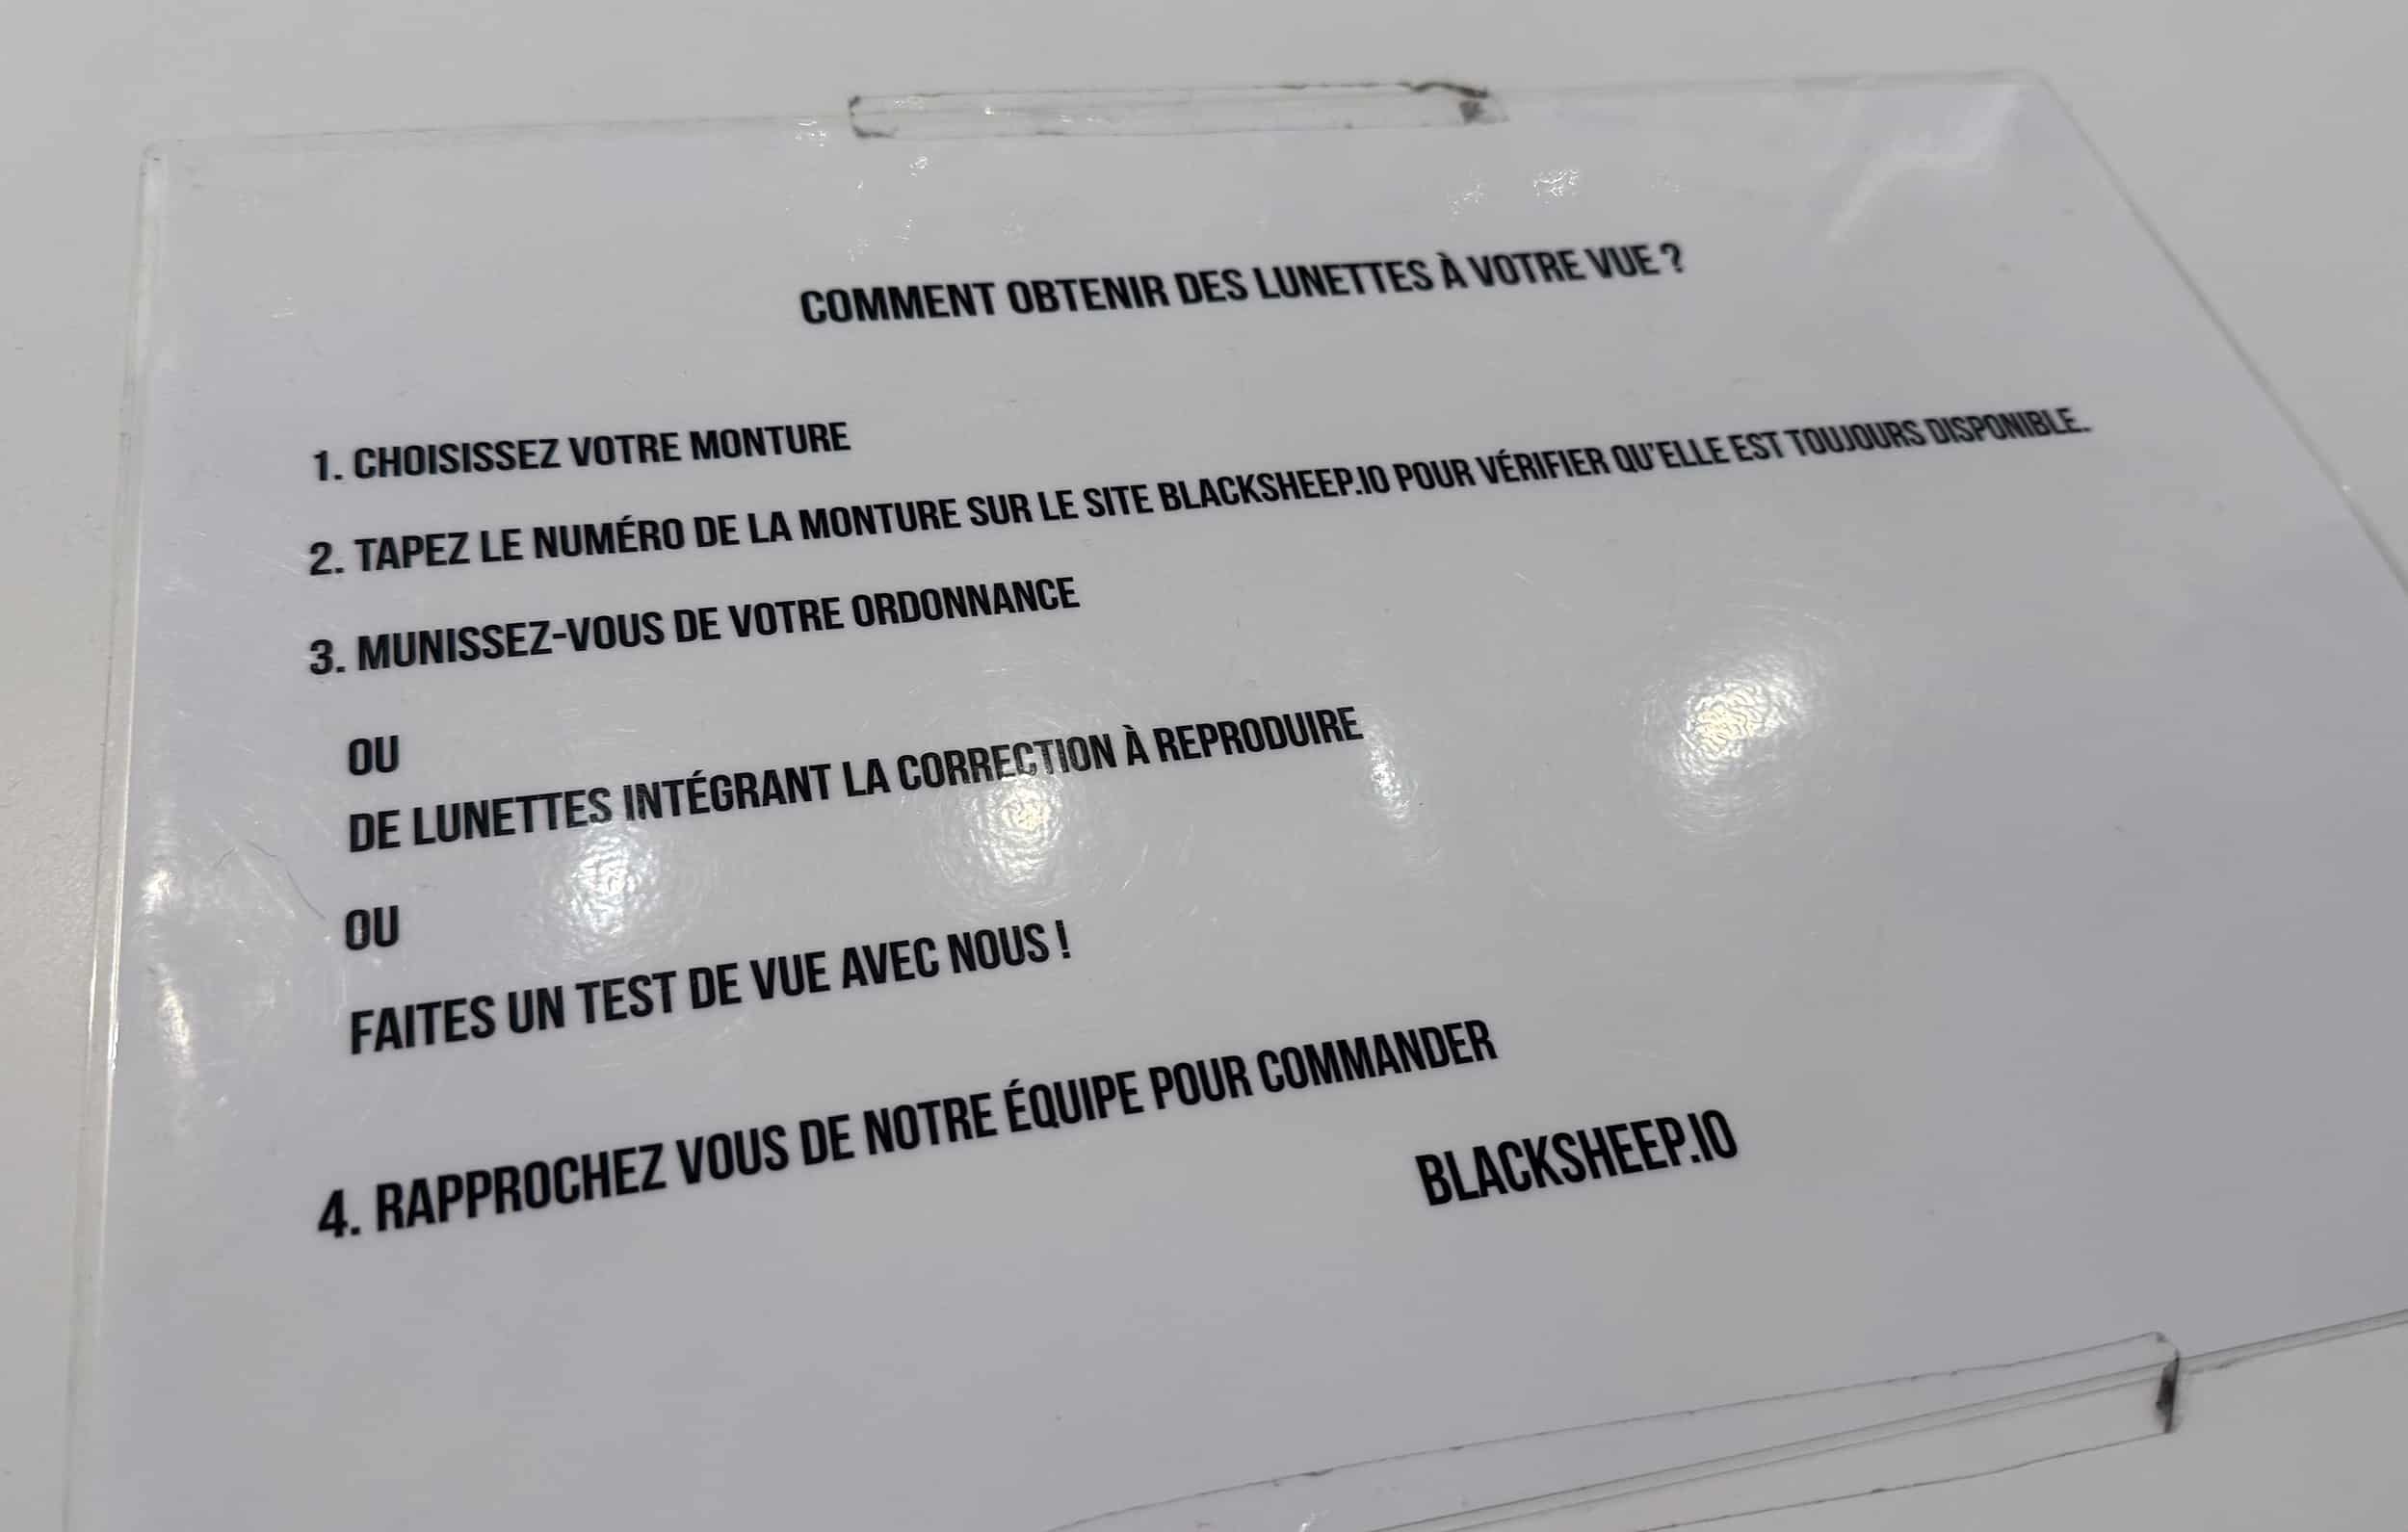 COMMENT OBTENIR DES LUNETTES À VOTRE VUE ?
1. CHOISISSEZ VOTRE MONTURE
2. TAPEZ LE NUMÉRO DE LA MONTURE SUR LE SITE BLACKSHEEP.IO POUR VÉRIFIER QU'ELLE EST TOUJOURS DISPONIBLE.
3. MUNISSEZ-VOUS DE VOTRE ORDONNANCE
OU
DE LUNETTES INTÉGRANT LA CORRECTION À REPRODUIRE
OU
FAITES UN TEST DE VUE AVEC NOUS !
4. RAPPROCHEZ VOUS DE NOTRE ÉQUIPE POUR COMMANDER
BLACKSHEEP.IO